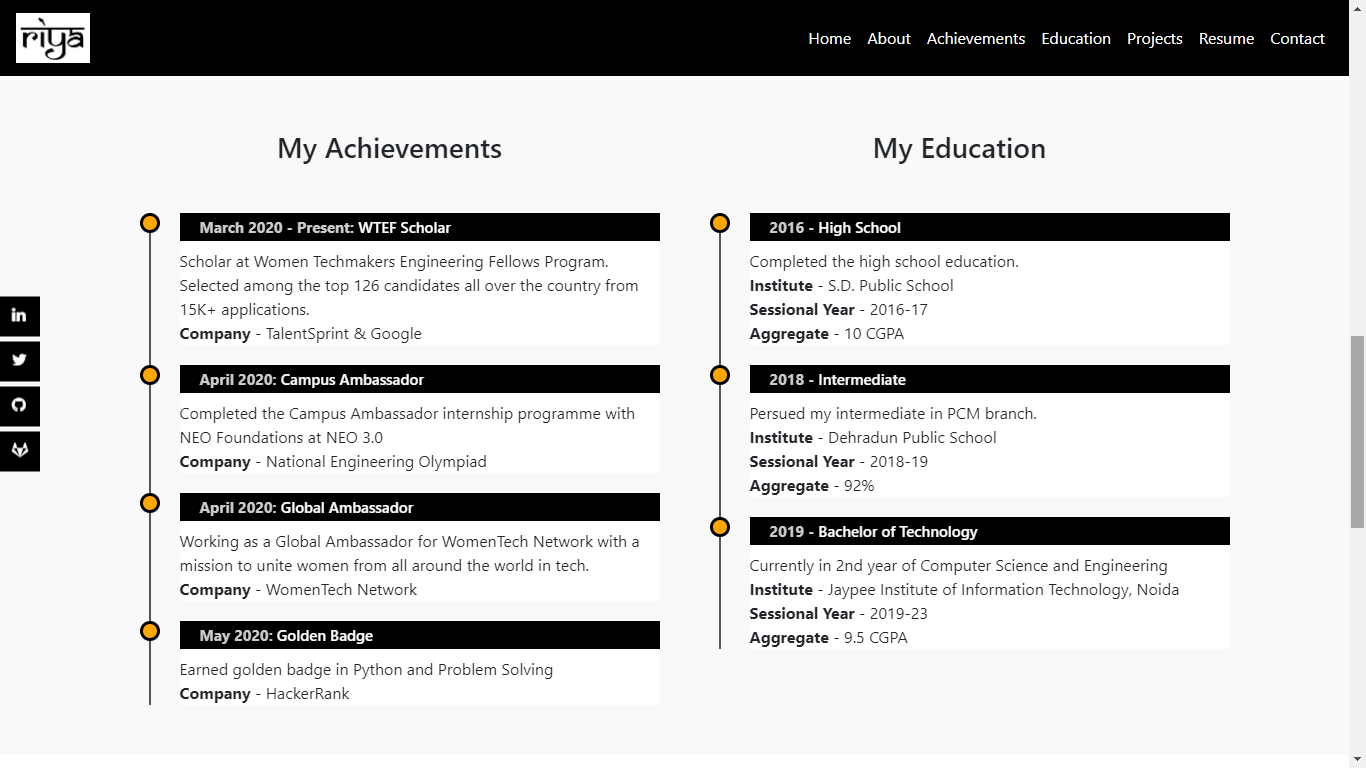 riya
Home About Achievements Education Projects Resume Contact
My Achievements
March 2020 - Present: WTEF Scholar
Scholar at Women Techmakers Engineering Fellows Program.
Selected among the top 126 candidates all over the country from
15K+ applications.
Company - TalentSprint & Google
April 2020: Campus Ambassador
Completed the Campus Ambassador internship programme with
NEO Foundations at NEO 3.0
Company - National Engineering Olympiad
April 2020: Global Ambassador
Working as a Global Ambassador for WomenTech Network with a
mission to unite women from all around the world in tech.
Company - WomenTech Network
May 2020: Golden Badge
Earned golden badge in Python and Problem Solving
Company - HackerRank
My Education
2016 - High School
Completed the high school education.
Institute - S.D. Public School
Sessional Year - 2016-17
Aggregate - 10 CGPA
2018 - Intermediate
Persued my intermediate in PCM branch.
Institute - Dehradun Public School
Sessional Year - 2018-19
Aggregate - 92%
2019 - Bachelor of Technology
Currently in 2nd year of Computer Science and Engineering
Institute - Jaypee Institute of Information Technology, Noida
Sessional Year - 2019-23
Aggregate - 9.5 CGPA
in